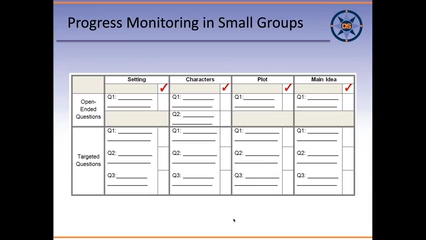 Progress Monitoring in Small Groups
Setting Characters Plot Main Idea
Open-Ended Questions
Q1: Q1: Q1: Q1:
Q2:
Targeted Questions
Q1: Q1: Q1: Q1:
Q2: Q2: Q2: Q2:
Q3: Q3: Q3: Q3: